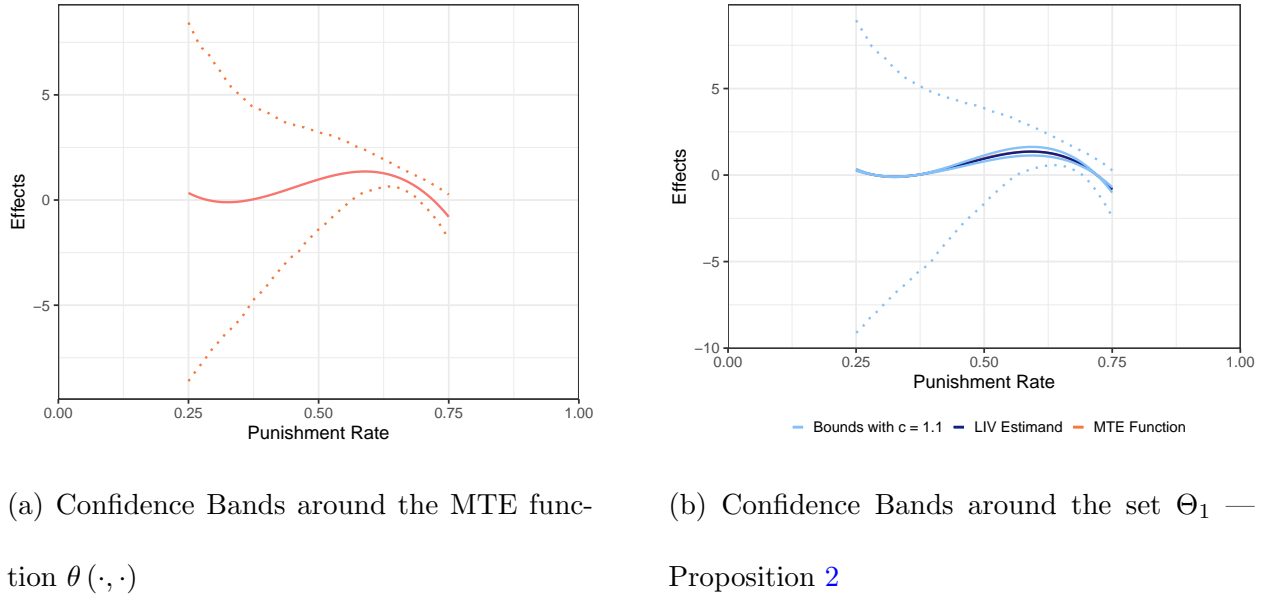 5
0
−5
Effects
0.00 0.25 0.50 0.75 1.00
Punishment Rate
5
0
−5
−10
Effects
0.00 0.25 0.50 0.75 1.00
Punishment Rate
Bounds with c = 1.1 LIV Estimand MTE Function
(a) Confidence Bands around the MTE func-
tion θ (·, ·)
(b) Confidence Bands around the set Θ₁ —
Proposition 2